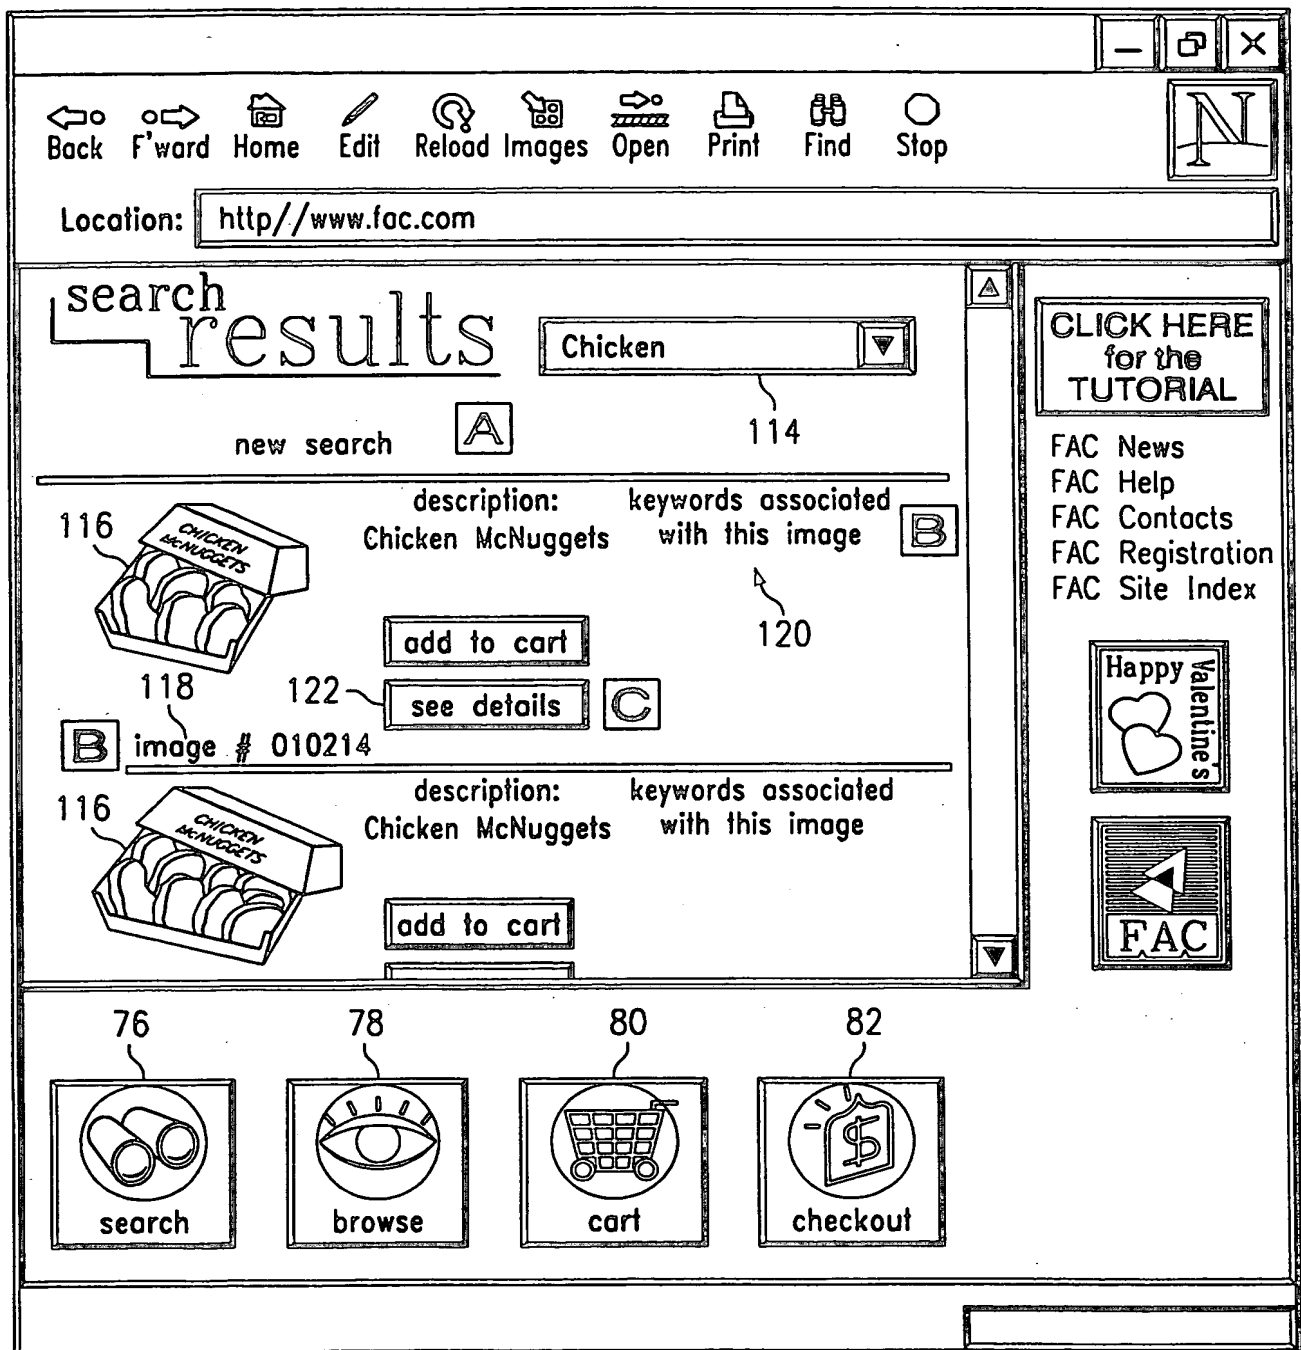 Back F'ward Home Edit Reload Images Open Print Find Stop
N
Location: http//www.fac.com
search
results
Chicken
114
new search A
CLICK HERE
for the
TUTORIAL
FAC News
FAC Help
FAC Contacts
FAC Registration
FAC Site Index
116
CHICKEN
McNUGGETS
description:
Chicken McNuggets
keywords associated
with this image
B
120
add to cart
118
122
see details
C
B
image # 010214
Happy
Valentine's
116
CHICKEN
McNUGGETS
description:
Chicken McNuggets
keywords associated
with this image
add to cart
FAC
76 78 80 82
$
search browse cart checkout